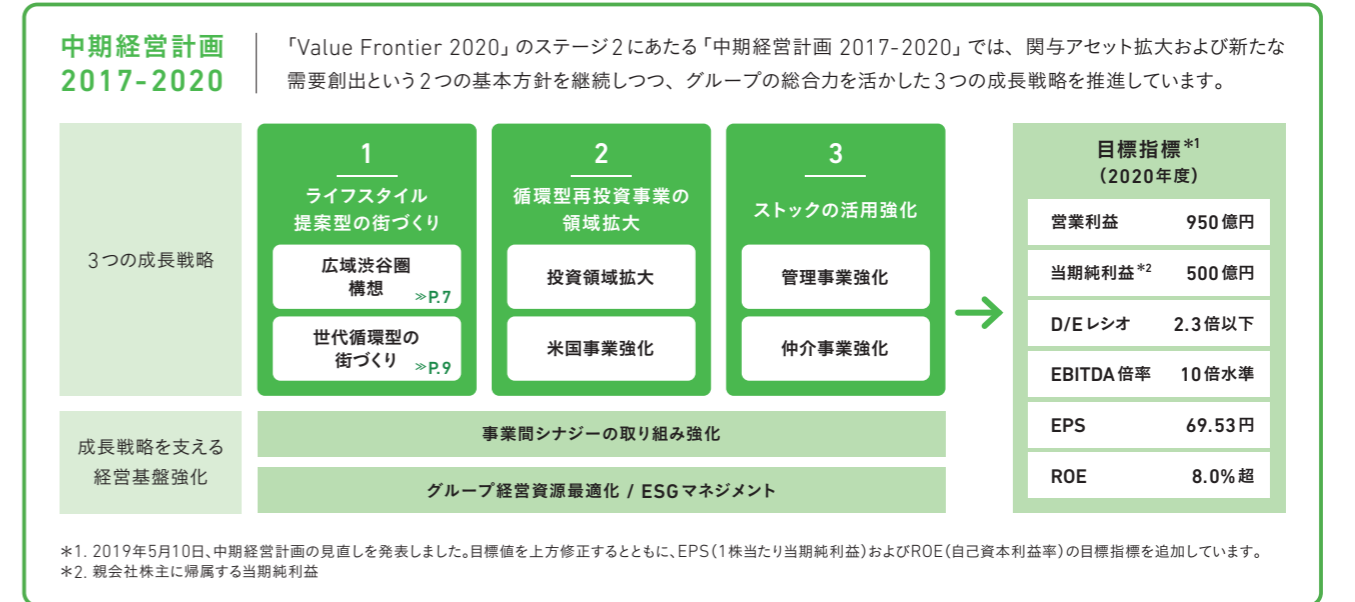 中期経営計画
2017-2020
「Value Frontier 2020」のステージ2にあたる「中期経営計画 2017-2020」では、関与アセット拡大および新たな
需要創出という2つの基本方針を継続しつつ、グループの総合力を活かした3つの成長戦略を推進しています。
3つの成長戦略
1
ライフスタイル
提案型の街づくり
広域渋谷圏
構想 ≫P.7
世代循環型の
街づくり ≫P.9
2
循環型再投資事業の
領域拡大
投資領域拡大
米国事業強化
3
ストックの活用強化
管理事業強化
仲介事業強化
成長戦略を支える
経営基盤強化
事業間シナジーの取り組み強化
グループ経営資源最適化 / ESGマネジメント
目標指標*1
（2020年度）
営業利益 950億円
当期純利益*2 500億円
D/Eレシオ 2.3倍以下
EBITDA倍率 10倍水準
EPS 69.53円
ROE 8.0%超
*1. 2019年5月10日、中期経営計画の見直しを発表しました。目標値を上方修正するとともに、EPS（1株当たり当期純利益）およびROE（自己資本利益率）の目標指標を追加しています。
*2. 親会社株主に帰属する当期純利益